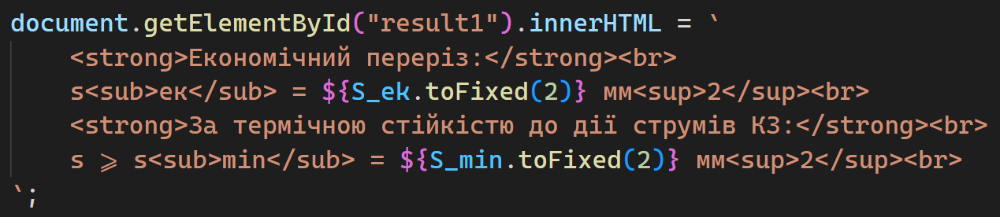 document.getElementById("result1").innerHTML = `
<strong>Економічний переріз:</strong><br>
s<sub>ек</sub> = ${S_ek.toFixed(2)} мм<sup>2</sup><br>
<strong>За термічною стійкістю до дії струмів КЗ:</strong><br>
s ⩾ s<sub>min</sub> = ${S_min.toFixed(2)} мм<sup>2</sup><br>
`;